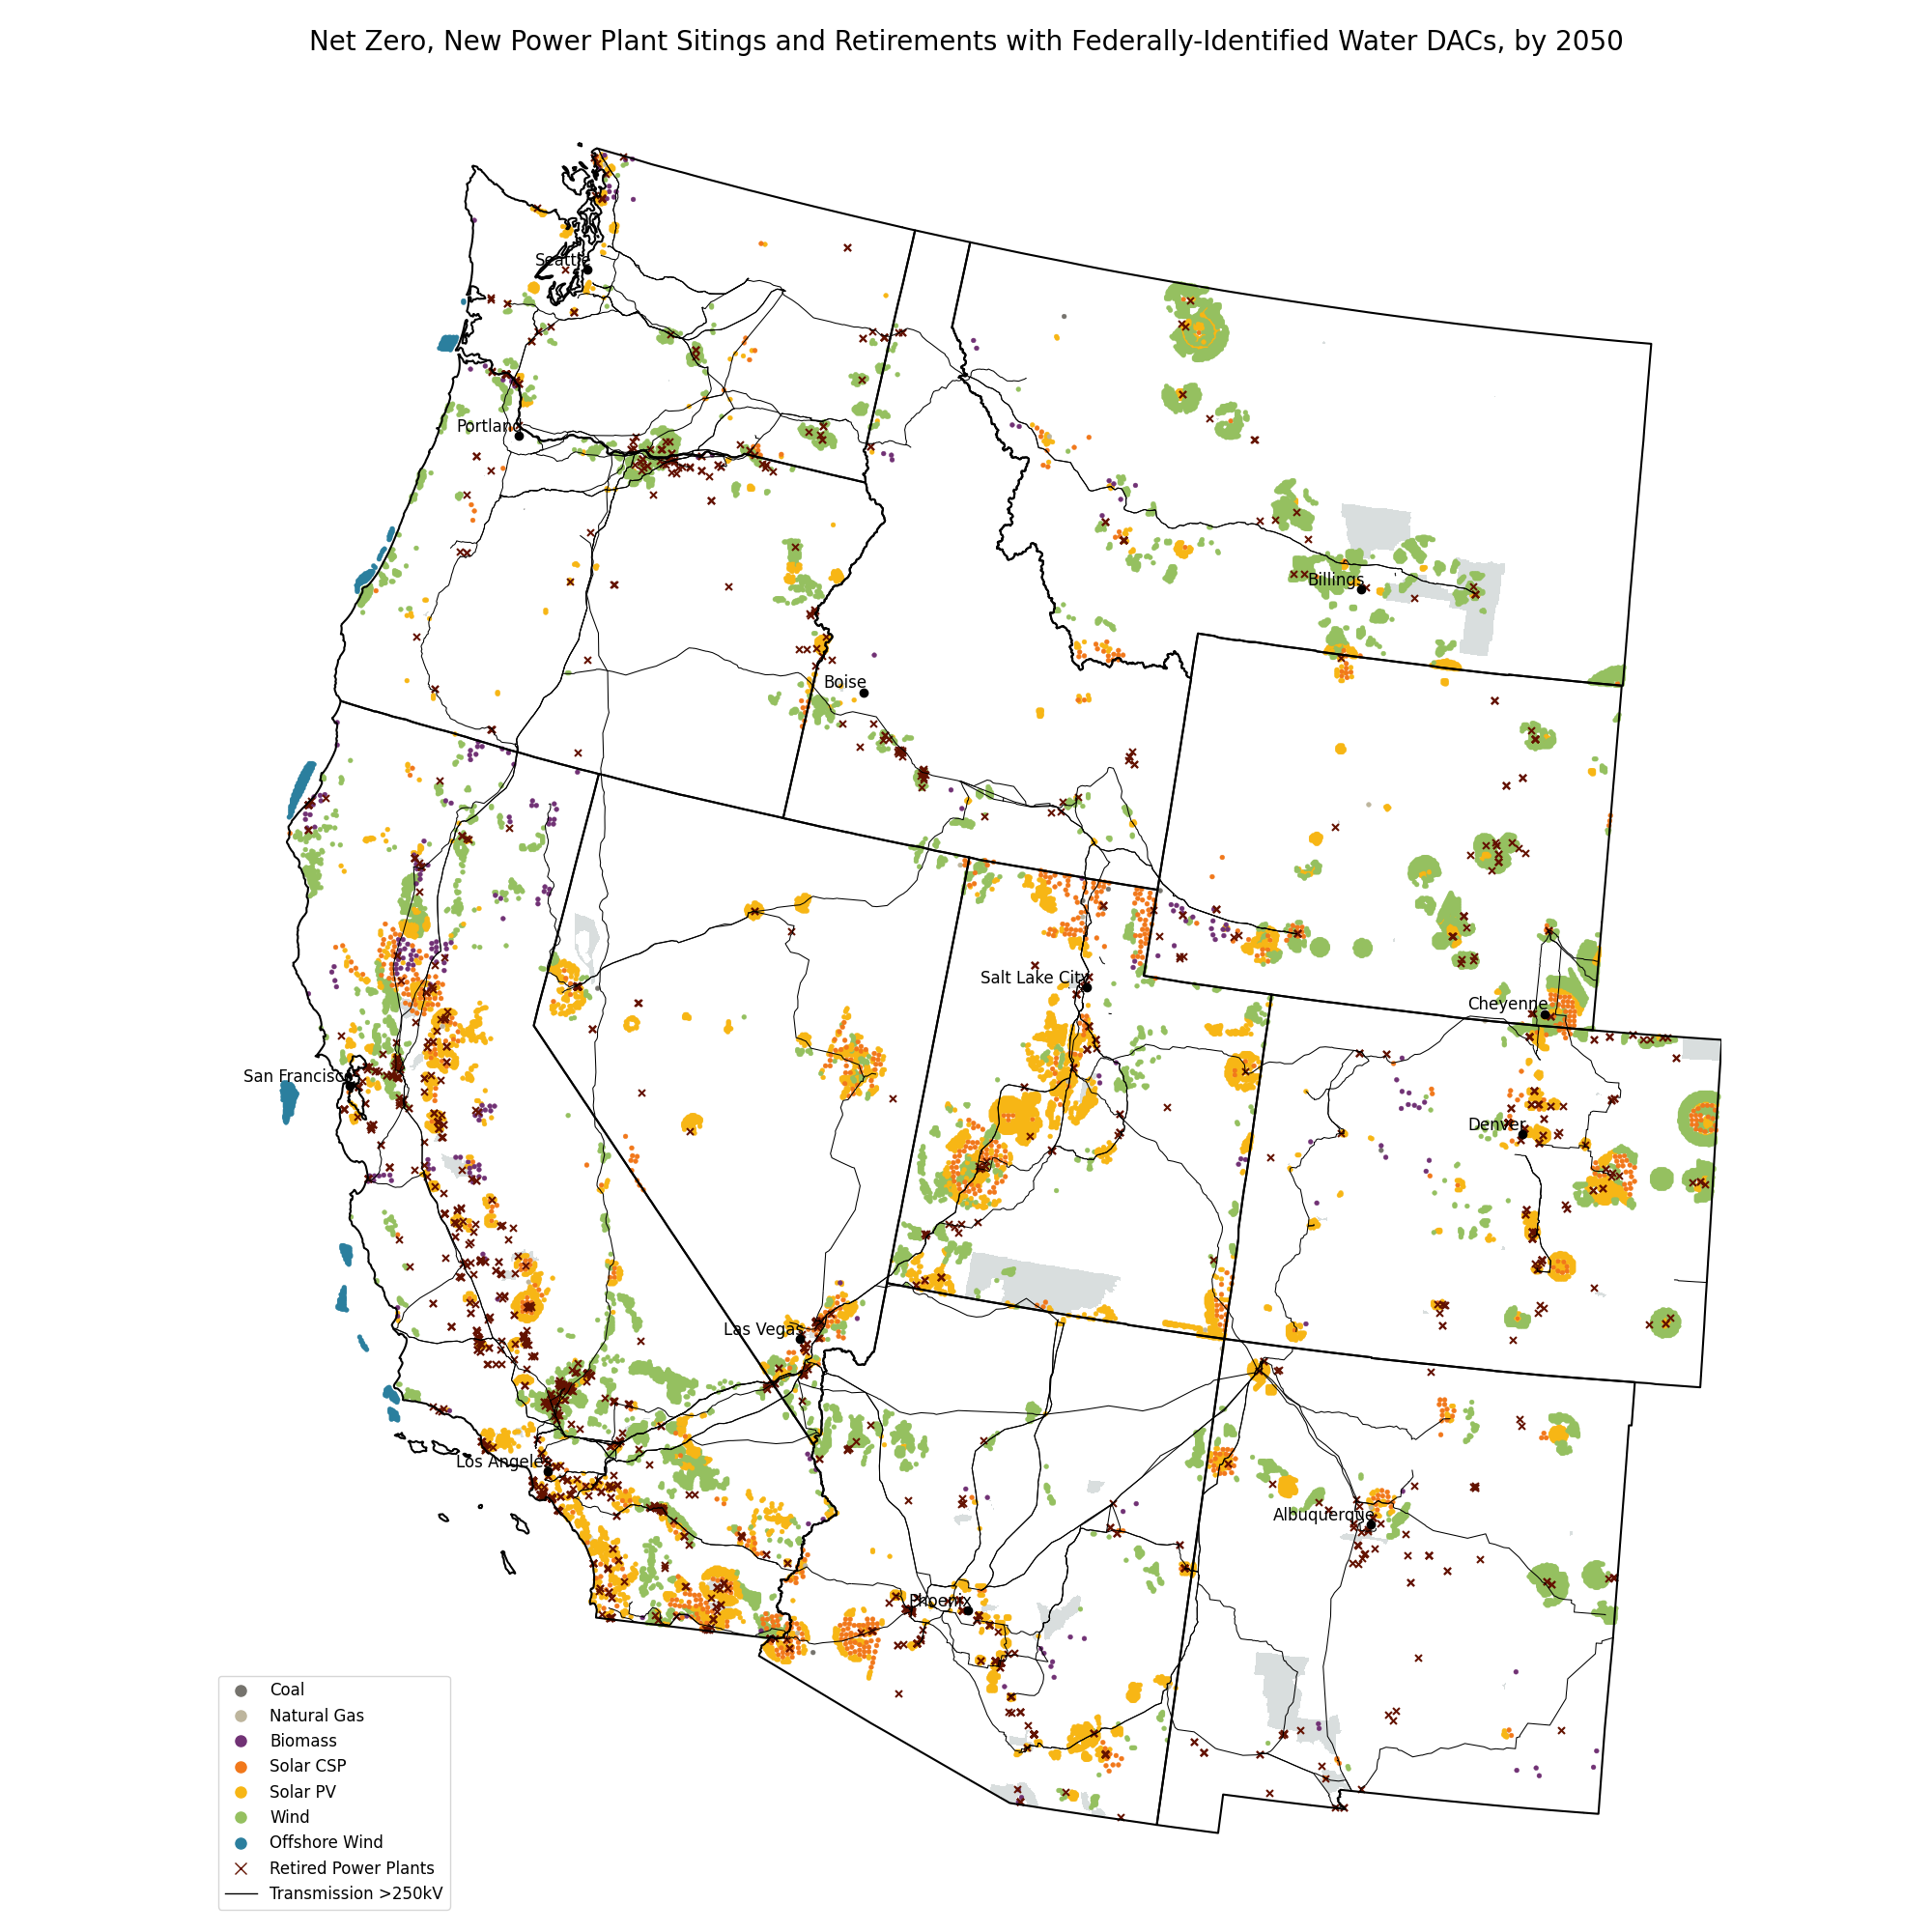 Net Zero, New Power Plant Sitings and Retirements with Federally-Identified Water DACs, by 2050
Seattle
Portland
Billings
Boise
Salt Lake City
Cheyenne
San Francisco
Denver
Las Vegas
Los Angeles
Albuquerque
Phoenix
Coal
Natural Gas
Biomass
Solar CSP
Solar PV
Wind
Offshore Wind
Retired Power Plants
Transmission >250kV